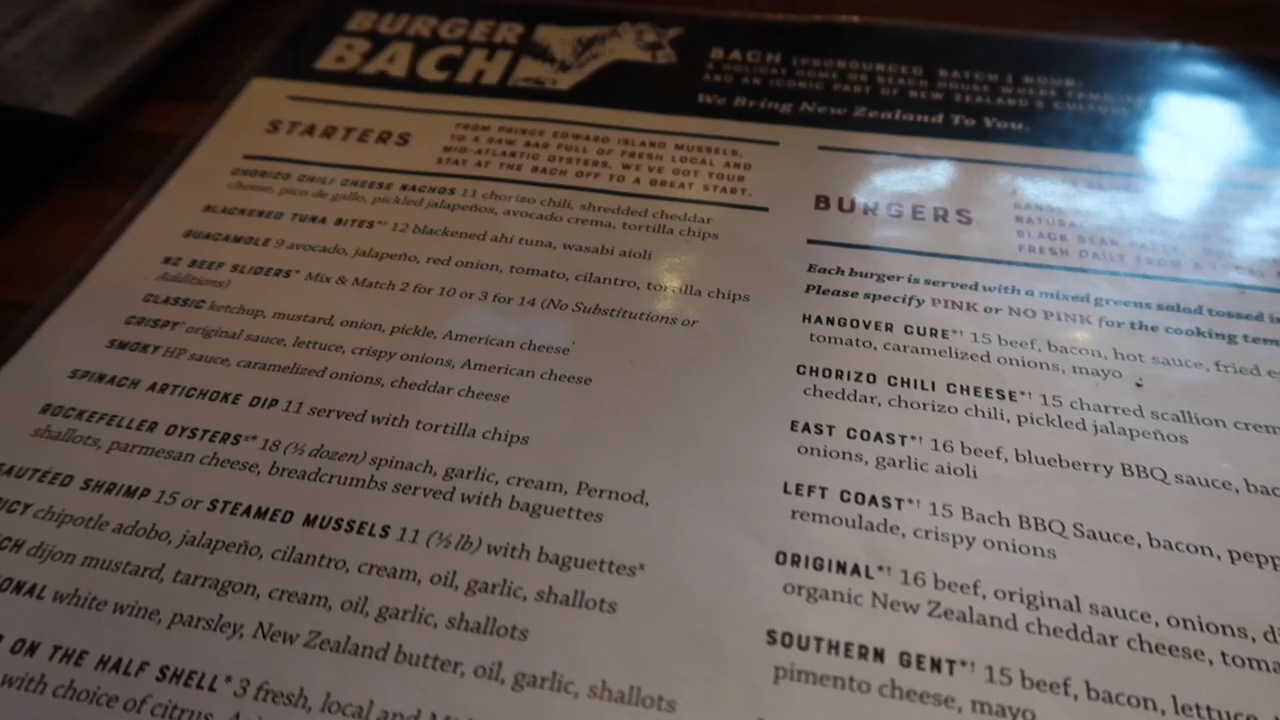 BURGER
BACH
BACH (PRONOUNCED BATCH) NOUN:
A HOLIDAY HOME OR BEACH HOUSE WHERE
AND AN ICONIC PART OF NEW ZEALAND'S
We Bring New Zealand To You.
STARTERS
FROM PRINCE EDWARD ISLAND MUSSELS,
TO A RAW BAR FULL OF FRESH LOCAL AND
MID-ATLANTIC OYSTERS, WE'VE GOT YOUR
STAY AT THE BACH OFF TO A GREAT START.
CHORIZO CHILI CHEESE NACHOS 11 chorizo chili, shredded cheddar
cheese, pico de gallo, pickled jalapeños, avocado crema, tortilla chips
BLACKENED TUNA BITES*† 12 blackened ahi tuna, wasabi aioli
GUACAMOLE 9 avocado, jalapeño, red onion, tomato, cilantro, tortilla chips
NZ BEEF SLIDERS* Mix & Match 2 for 10 or 3 for 14 (No Substitutions or
Additions)
CLASSIC ketchup, mustard, onion, pickle, American cheese
CRISPY* original sauce, lettuce, crispy onions, American cheese
SMOKY HP sauce, caramelized onions, cheddar cheese
SPINACH ARTICHOKE DIP 11 served with tortilla chips
ROCKEFELLER OYSTERSx* 18 (½ dozen) spinach, garlic, cream, Pernod,
shallots, parmesan cheese, breadcrumbs served with baguettes
SAUTÉED SHRIMP 15 or STEAMED MUSSELS 11 (½ lb) with baguettesx
chipotle adobo, jalapeño, cilantro, cream, oil, garlic, shallots
dijon mustard, tarragon, cream, oil, garlic, shallots
white wine, parsley, New Zealand butter, oil, garlic, shallots
ON THE HALF SHELL* 3 fresh, local and
with choice of citrus,
BURGERS
BLACK BEAN
FRESH DAILY FROM A
Each burger is served with a mixed greens salad tossed in
Please specify PINK or NO PINK for the cooking
HANGOVER CURE*† 15 beef, bacon, hot sauce, fried
tomato, caramelized onions, mayo
CHORIZO CHILI CHEESE*† 15 charred scallion
cheddar, chorizo chili, pickled jalapeños
EAST COAST*† 16 beef, blueberry BBQ sauce,
onions, garlic aioli
LEFT COAST*† 15 Bach BBQ Sauce, bacon,
remoulade, crispy onions
ORIGINAL*† 16 beef, original sauce, onions,
organic New Zealand cheddar cheese,
SOUTHERN GENT*† 15 beef, bacon,
pimento cheese, mayo